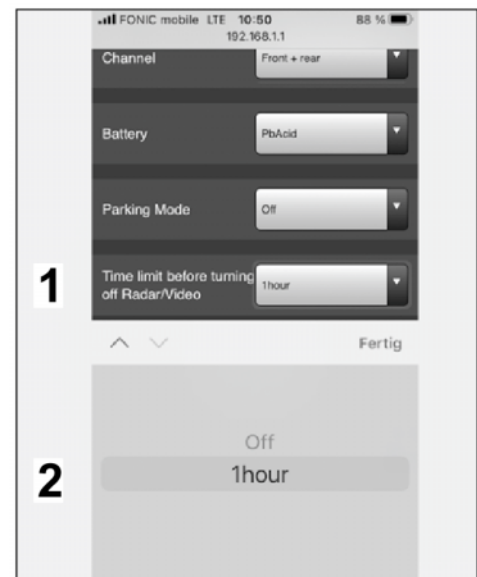 FONIC mobile LTE 10:50 88 %
192.168.1.1
Channel Front + rear
Battery PbAcid
Parking Mode Off
1 Time limit before turning off Radar/Video 1hour
Fertig
Off
2 1hour